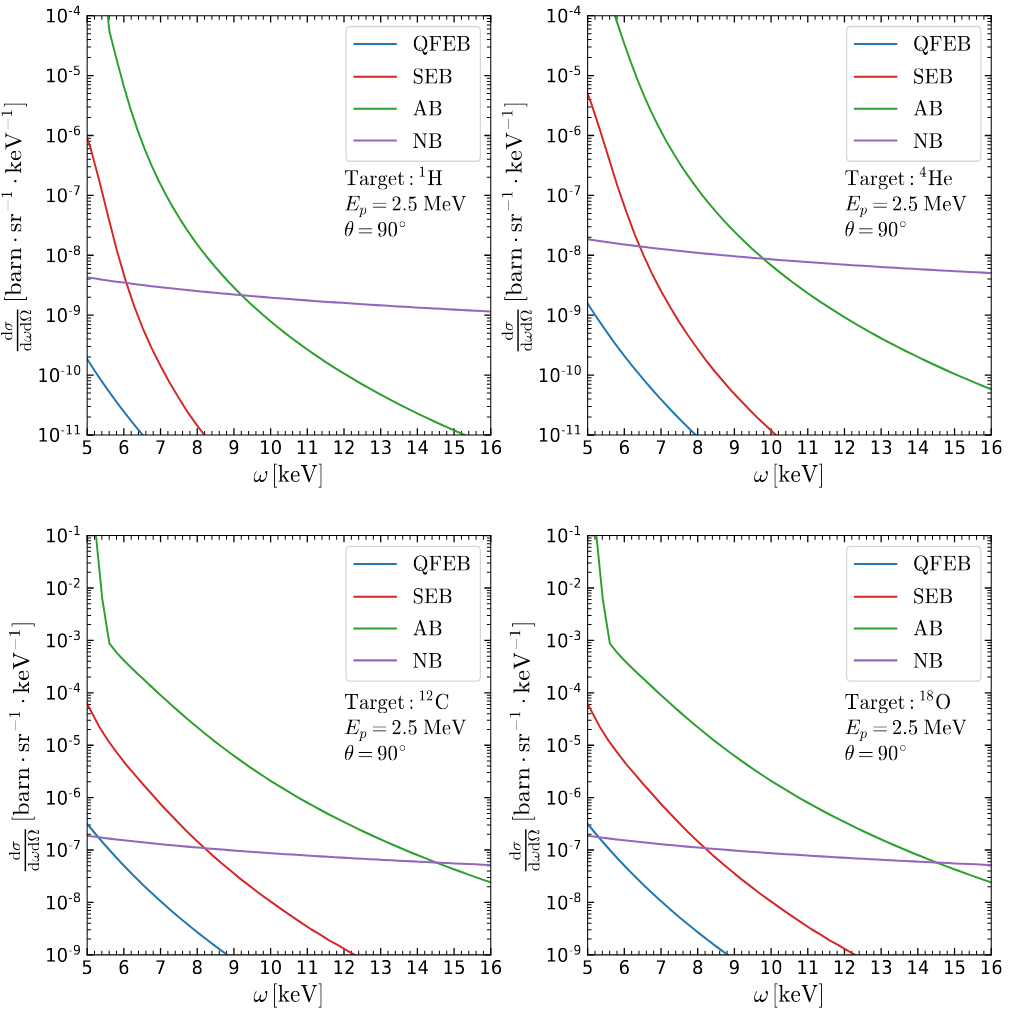 10⁻⁴
10⁻⁵
10⁻⁶
10⁻⁷
10⁻⁸
10⁻⁹
10⁻¹⁰
10⁻¹¹
dσ/dωdΩ [barn · sr⁻¹ · keV⁻¹]
QFEB
SEB
AB
NB
Target: ¹H
Eₚ = 2.5 MeV
θ = 90°
5 6 7 8 9 10 11 12 13 14 15 16
ω [keV]
10⁻⁴
10⁻⁵
10⁻⁶
10⁻⁷
10⁻⁸
10⁻⁹
10⁻¹⁰
10⁻¹¹
dσ/dωdΩ [barn · sr⁻¹ · keV⁻¹]
QFEB
SEB
AB
NB
Target: ⁴He
Eₚ = 2.5 MeV
θ = 90°
5 6 7 8 9 10 11 12 13 14 15 16
ω [keV]
10⁻¹
10⁻²
10⁻³
10⁻⁴
10⁻⁵
10⁻⁶
10⁻⁷
10⁻⁸
10⁻⁹
dσ/dωdΩ [barn · sr⁻¹ · keV⁻¹]
QFEB
SEB
AB
NB
Target: ¹²C
Eₚ = 2.5 MeV
θ = 90°
5 6 7 8 9 10 11 12 13 14 15 16
ω [keV]
10⁻¹
10⁻²
10⁻³
10⁻⁴
10⁻⁵
10⁻⁶
10⁻⁷
10⁻⁸
10⁻⁹
dσ/dωdΩ [barn · sr⁻¹ · keV⁻¹]
QFEB
SEB
AB
NB
Target: ¹⁸O
Eₚ = 2.5 MeV
θ = 90°
5 6 7 8 9 10 11 12 13 14 15 16
ω [keV]